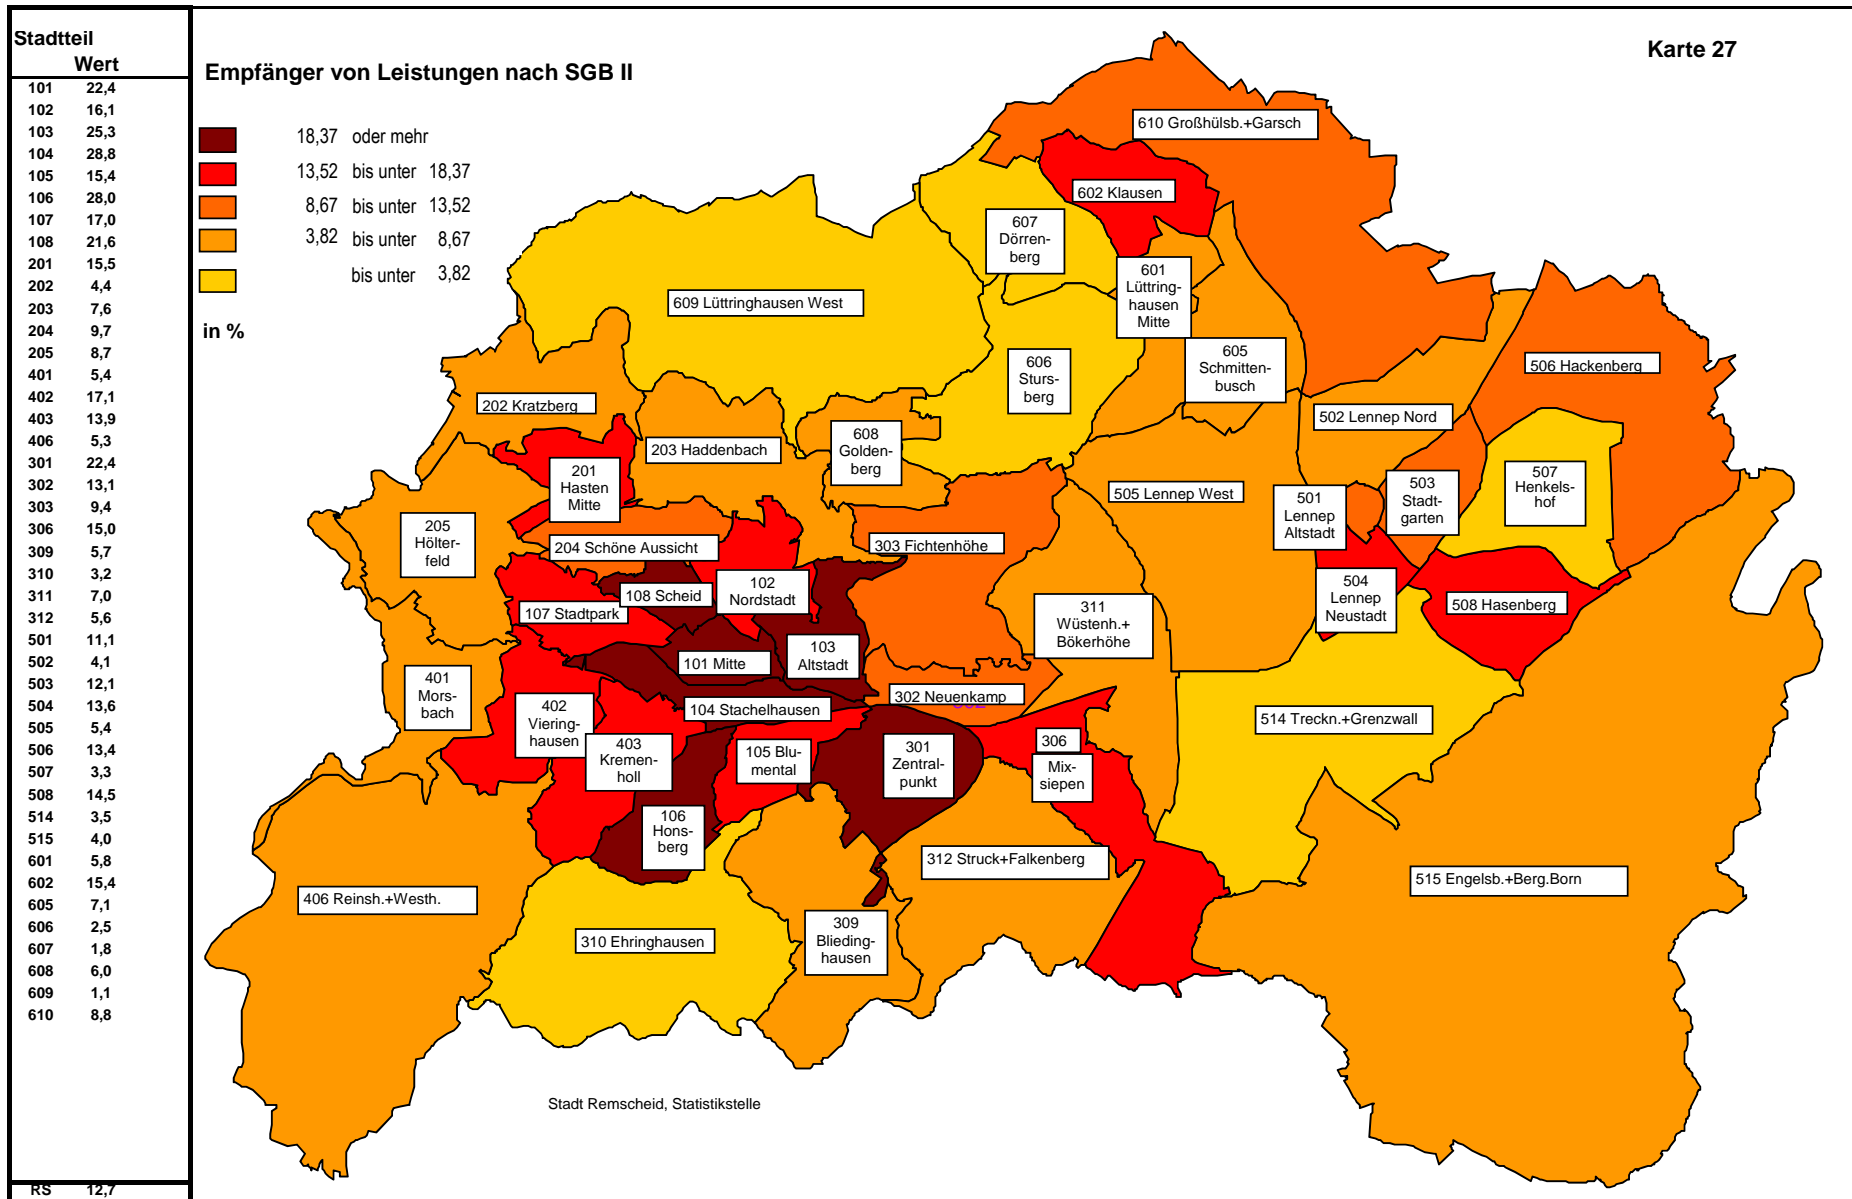 Stadtteil
Wert
101 22,4
102 16,1
103 25,3
104 28,8
105 15,4
106 28,0
107 17,0
108 21,6
201 15,5
202 4,4
203 7,6
204 9,7
205 8,7
401 5,4
402 17,1
403 13,9
406 5,3
301 22,4
302 13,1
303 9,4
306 15,0
309 5,7
310 3,2
311 7,0
312 5,6
501 11,1
502 4,1
503 12,1
504 13,6
505 5,4
506 13,4
507 3,3
508 14,5
514 3,5
515 4,0
601 5,8
602 15,4
605 7,1
606 2,5
607 1,8
608 6,0
609 1,1
610 8,8
RS 12,7
Empfänger von Leistungen nach SGB II
Karte 27
18,37 oder mehr
13,52 bis unter 18,37
8,67 bis unter 13,52
3,82 bis unter 8,67
bis unter 3,82
in %
610 Großhülsb.+Garsch
602 Klausen
607
Dörren-
berg
601
Lüttring-
hausen
Mitte
609 Lüttringhausen West
606
Sturs-
berg
605
Schmitten-
busch
506 Hackenberg
202 Kratzberg
502 Lennep Nord
203 Haddenbach
608
Golden-
berg
201
Hasten
Mitte
505 Lennep West
501
Lennep
Altstadt
503
Stadt-
garten
507
Henkels-
hof
205
Hölter-
feld
204 Schöne Aussicht
303 Fichtenhöhe
108 Scheid
102
Nordstadt
107 Stadtpark
311
Wüstenh.+
Bökerhöhe
504
Lennep
Neustadt
508 Hasenberg
101 Mitte
103
Altstadt
401
Mors-
bach
402
Viering-
hausen
104 Stachelhausen
302 Neuenkamp
302
514 Treckn.+Grenzwall
403
Kremen-
holl
105 Blu-
mental
301
Zentral-
punkt
306
Mix-
siepen
106
Hons-
berg
312 Struck+Falkenberg
406 Reinsh.+Westh.
515 Engelsb.+Berg.Born
310 Ehringhausen
309
Blieding-
hausen
Stadt Remscheid, Statistikstelle